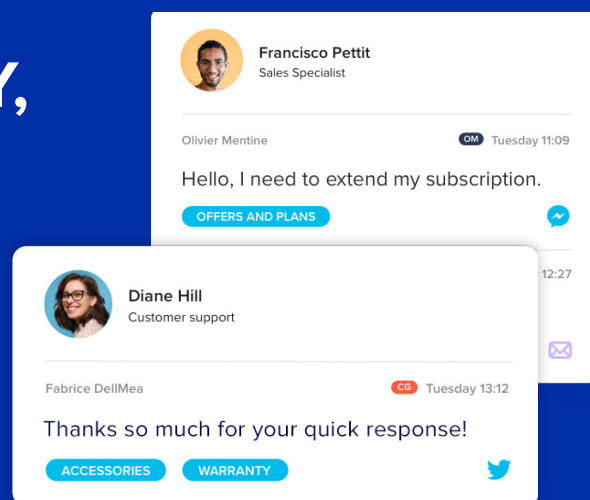 Y,
Francisco Pettit
Sales Specialist
Olivier Mentine OM Tuesday 11:09
Hello, I need to extend my subscription.
OFFERS AND PLANS
12:27
Diane Hill
Customer support
Fabrice DellMea CG Tuesday 13:12
Thanks so much for your quick response!
ACCESSORIES WARRANTY